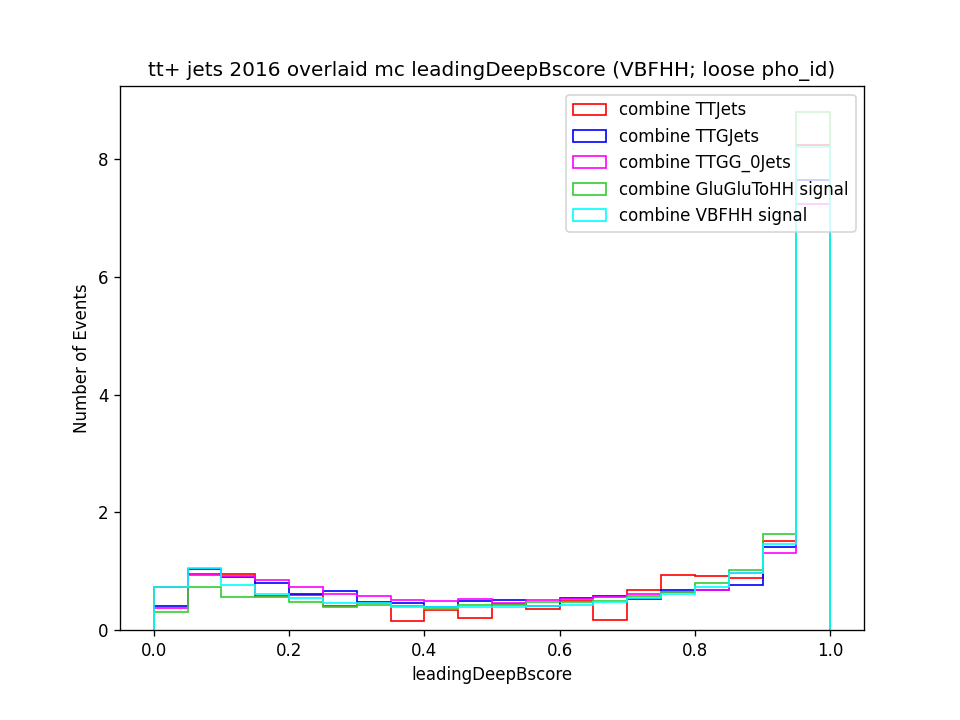 tt+ jets 2016 overlaid mc leadingDeepBscore (VBFHH; loose pho_id)
combine TTJets
combine TTGJets
combine TTGG_0Jets
combine GluGluToHH signal
combine VBFHH signal
8
6
4
2
0
Number of Events
0.0 0.2 0.4 0.6 0.8 1.0
leadingDeepBscore